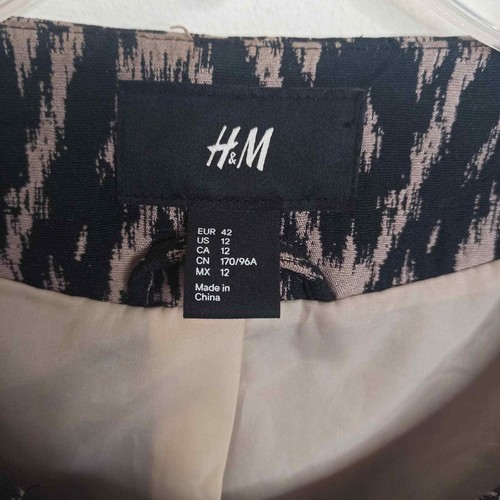 H&M
EUR 42
US 12
CA 12
CN 170/96A
MX 12
Made in
China